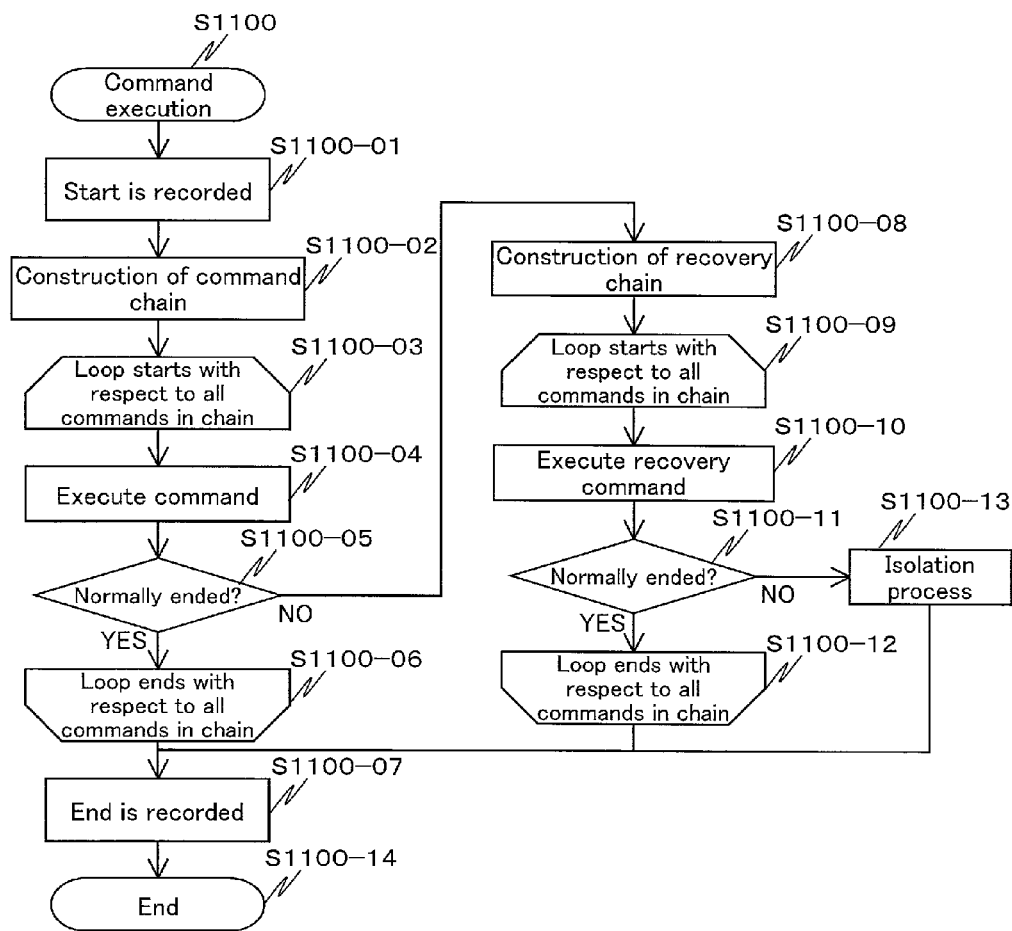 S1100
Command
execution
S1100-01
Start is recorded
S1100-02
Construction of command
chain
S1100-03
Loop starts with
respect to all
commands in chain
S1100-04
Execute command
S1100-05
Normally ended?
NO
YES
S1100-06
Loop ends with
respect to all
commands in chain
S1100-07
End is recorded
S1100-14
End
S1100-08
Construction of recovery
chain
S1100-09
Loop starts with
respect to all
commands in chain
S1100-10
Execute recovery
command
S1100-11
Normally ended?
NO
YES
S1100-12
Loop ends with
respect to all
commands in chain
S1100-13
Isolation
process